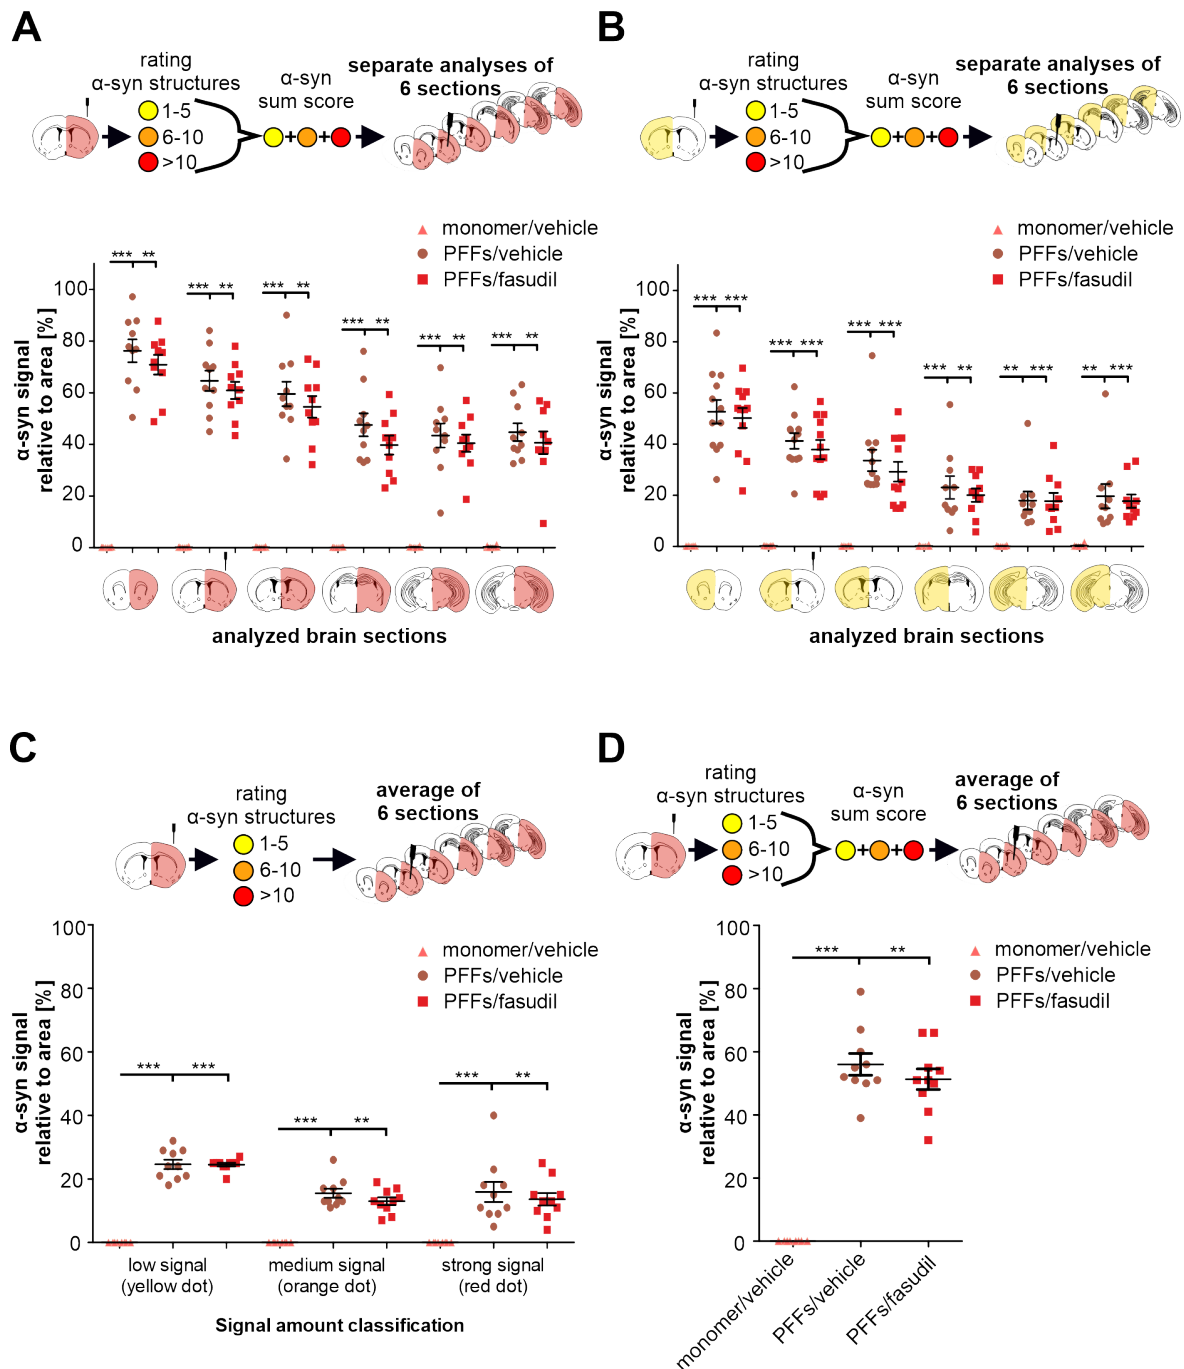 A
rating
α-syn structures
1-5
6-10
>10
α-syn
sum score
+ +
separate analyses of
6 sections
monomer/vehicle
PFFs/vehicle
PFFs/fasudil
α-syn signal
relative to area [%]
100
80
60
40
20
0
*** **
*** **
*** **
*** **
*** **
*** **
analyzed brain sections
B
rating
α-syn structures
1-5
6-10
>10
α-syn
sum score
+ +
separate analyses of
6 sections
monomer/vehicle
PFFs/vehicle
PFFs/fasudil
α-syn signal
relative to area [%]
100
80
60
40
20
0
*** ***
*** ***
*** ***
*** **
** ***
** ***
analyzed brain sections
C
rating
α-syn structures
1-5
6-10
>10
average of
6 sections
monomer/vehicle
PFFs/vehicle
PFFs/fasudil
α-syn signal
relative to area [%]
100
80
60
40
20
0
*** ***
*** **
*** **
low signal
(yellow dot)
medium signal
(orange dot)
strong signal
(red dot)
Signal amount classification
D
rating
α-syn structures
1-5
6-10
>10
α-syn
sum score
+ +
average of
6 sections
monomer/vehicle
PFFs/vehicle
PFFs/fasudil
α-syn signal
relative to area [%]
100
80
60
40
20
0
*** **
monomer/vehicle
PFFs/vehicle
PFFs/fasudil